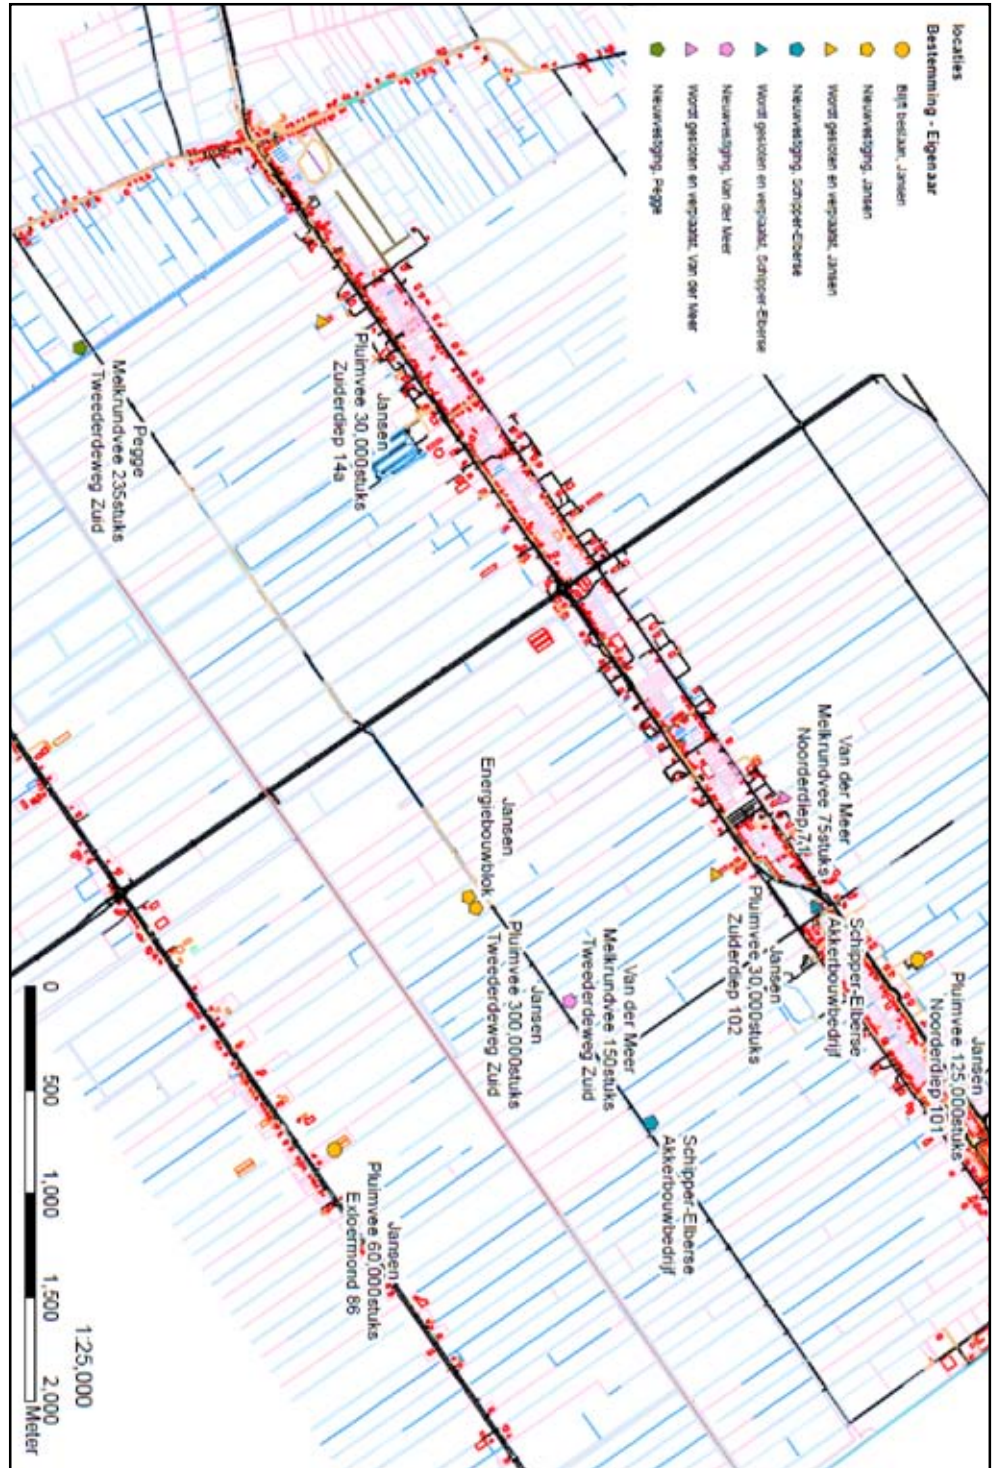 locaties
Bestemming - Eigenaar
Blijft bestaan, Jansen
Nieuwvestiging, Jansen
Wordt gesloten en verplaatst, Jansen
Nieuwvestiging, Schipper-Elberse
Wordt gesloten en verplaatst, Schipper-Elberse
Nieuwvestiging, Van der Meer
Wordt gesloten en verplaatst, Van der Meer
Nieuwvestiging, Pegge
Jansen
Pluimvee 125,000stuks
Noorderdiep 101
Van der Meer
Melkrundvee 75stuks
Noorderdiep 71
Schipper-Elberse
Akkerbouwbedrijf
Jansen
Pluimvee 30,000stuks
Zuiderdiep 102
Schipper-Elberse
Akkerbouwbedrijf
Van der Meer
Melkrundvee 150stuks
Tweederdeweg Zuid
Jansen
Pluimvee 300,000stuks
Tweederdeweg Zuid
Jansen
Energiebouwblok
Jansen
Pluimvee 30,000stuks
Zuiderdiep 14a
Pegge
Melkrundvee 235stuks
Tweederdeweg Zuid
Jansen
Pluimvee 60,000stuks
Exloermond 86
1:25,000
0 500 1,000 1,500 2,000
Meter